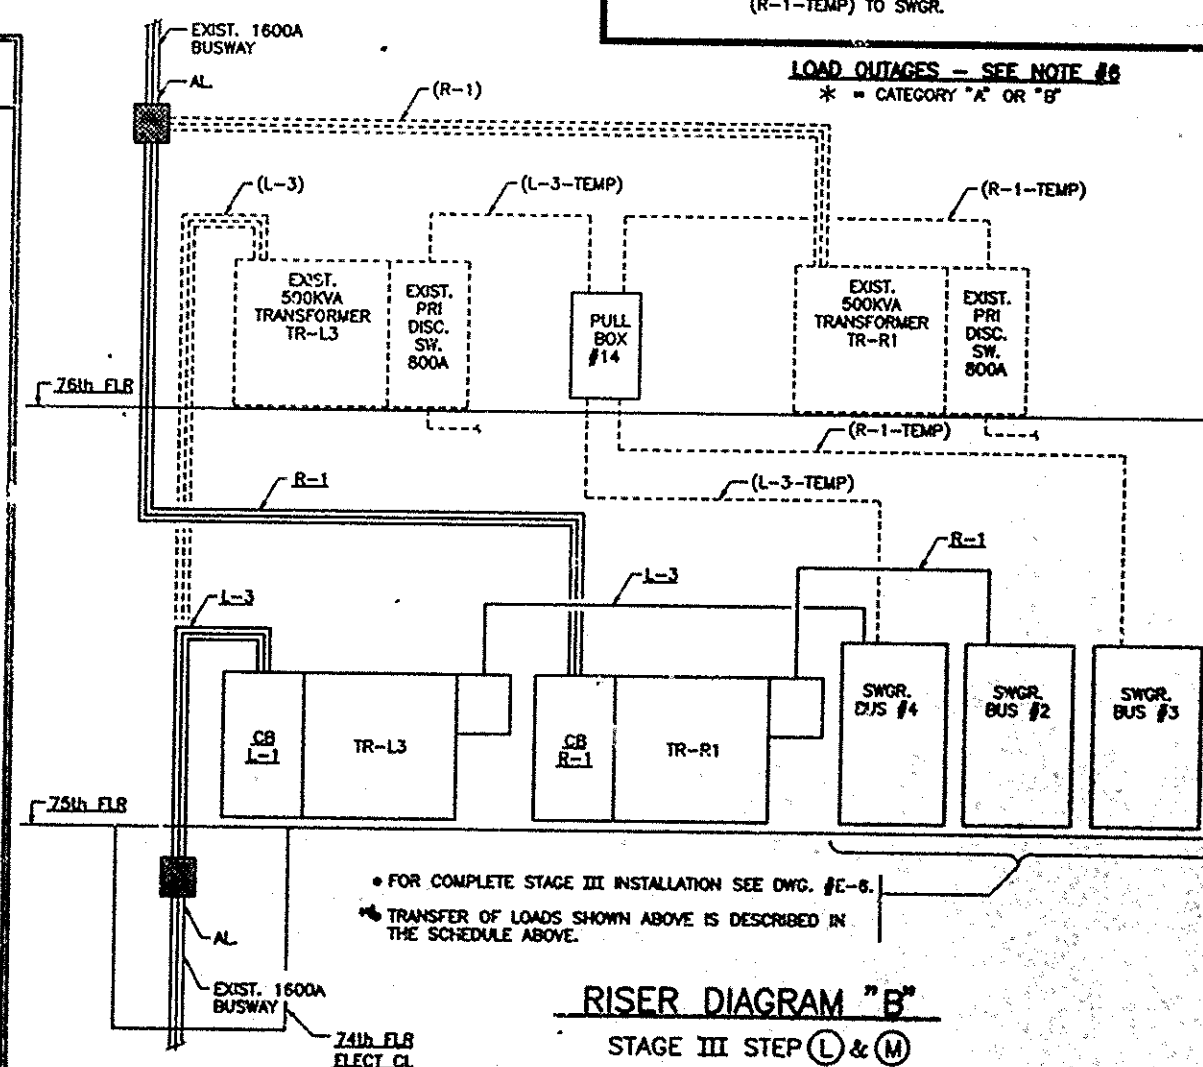 (R-1-TEMP) TO SWGR.
LOAD OUTAGES - SEE NOTE #6
* = CATEGORY "A" OR "B"
EXIST. 1600A
BUSWAY
AL.
(R-1)
(L-3)
(L-3-TEMP)
(R-1-TEMP)
EXIST.
500KVA
TRANSFORMER
TR-L3
EXIST.
PRI
DISC.
SW.
800A
PULL
BOX
#14
EXIST.
500KVA
TRANSFORMER
TR-R1
EXIST.
PRI
DISC.
SW.
800A
76th FLR
(R-1-TEMP)
(L-3-TEMP)
R-1
R-1
L-3
L-3
CB
L-1
TR-L3
CB
R-1
TR-R1
SWGR.
BUS #4
SWGR.
BUS #2
SWGR.
BUS #3
75th FLR
• FOR COMPLETE STAGE III INSTALLATION SEE DWG. #E-6.
TRANSFER OF LOADS SHOWN ABOVE IS DESCRIBED IN
THE SCHEDULE ABOVE.
AL.
EXIST. 1600A
BUSWAY
74th FLR
ELECT CL
RISER DIAGRAM "B"
STAGE III STEP L & M